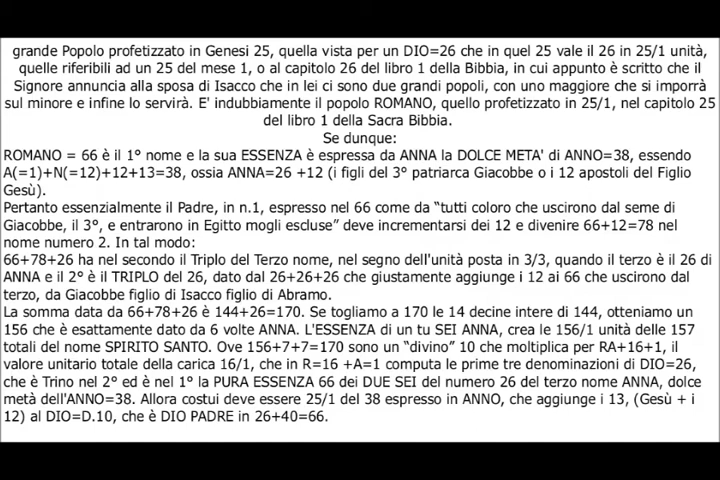 grande Popolo profetizzato in Genesi 25, quella vista per un DIO=26 che in quel 25 vale il 26 in 25/1 unità,
quelle riferibili ad un 25 del mese 1, o al capitolo 26 del libro 1 della Bibbia, in cui appunto è scritto che il
Signore annuncia alla sposa di Isacco che in lei ci sono due grandi popoli, con uno maggiore che si imporrà
sul minore e infine lo servirà. E' indubbiamente il popolo ROMANO, quello profetizzato in 25/1, nel capitolo 25
del libro 1 della Sacra Bibbia.
Se dunque:
ROMANO = 66 è il 1° nome e la sua ESSENZA è espressa da ANNA la DOLCE META' di ANNO=38, essendo
A(=1)+N(=12)+12+13=38, ossia ANNA=26 +12 (i figli del 3° patriarca Giacobbe o i 12 apostoli del Figlio
Gesù).
Pertanto essenzialmente il Padre, in n.1, espresso nel 66 come da "tutti coloro che uscirono dal seme di
Giacobbe, il 3°, e entrarono in Egitto mogli escluse" deve incrementarsi dei 12 e divenire 66+12=78 nel
nome numero 2. In tal modo:
66+78+26 ha nel secondo il Triplo del Terzo nome, nel segno dell'unità posta in 3/3, quando il terzo è il 26 di
ANNA e il 2° è il TRIPLO del 26, dato dal 26+26+26 che giustamente aggiunge i 12 ai 66 che uscirono dal
terzo, da Giacobbe figlio di Isacco figlio di Abramo.
La somma data da 66+78+26 è 144+26=170. Se togliamo a 170 le 14 decine intere di 144, otteniamo un
156 che è esattamente dato da 6 volte ANNA. L'ESSENZA di un tu SEI ANNA, crea le 156/1 unità delle 157
totali del nome SPIRITO SANTO. Ove 156+7+7=170 sono un "divino" 10 che moltiplica per RA+16+1, il
valore unitario totale della carica 16/1, che in R=16 +A=1 computa le prime tre denominazioni di DIO=26,
che è Trino nel 2° ed è nel 1° la PURA ESSENZA 66 dei DUE SEI del numero 26 del terzo nome ANNA, dolce
metà dell'ANNO=38. Allora costui deve essere 25/1 del 38 espresso in ANNO, che aggiunge i 13, (Gesù + i
12) al DIO=D.10, che è DIO PADRE in 26+40=66.